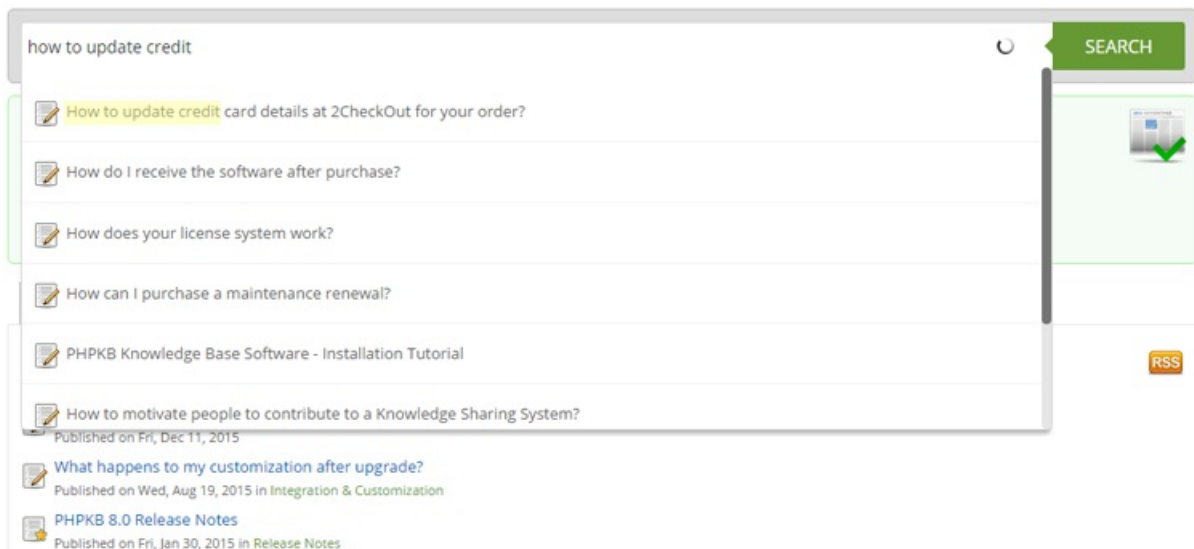 how to update credit
SEARCH
How to update credit card details at 2CheckOut for your order?
How do I receive the software after purchase?
How does your license system work?
How can I purchase a maintenance renewal?
PHPKB Knowledge Base Software - Installation Tutorial
RSS
How to motivate people to contribute to a Knowledge Sharing System?
Published on Fri, Dec 11, 2015
What happens to my customization after upgrade?
Published on Wed, Aug 19, 2015 in Integration & Customization
PHPKB 8.0 Release Notes
Published on Fri, Jan 30, 2015 in Release Notes